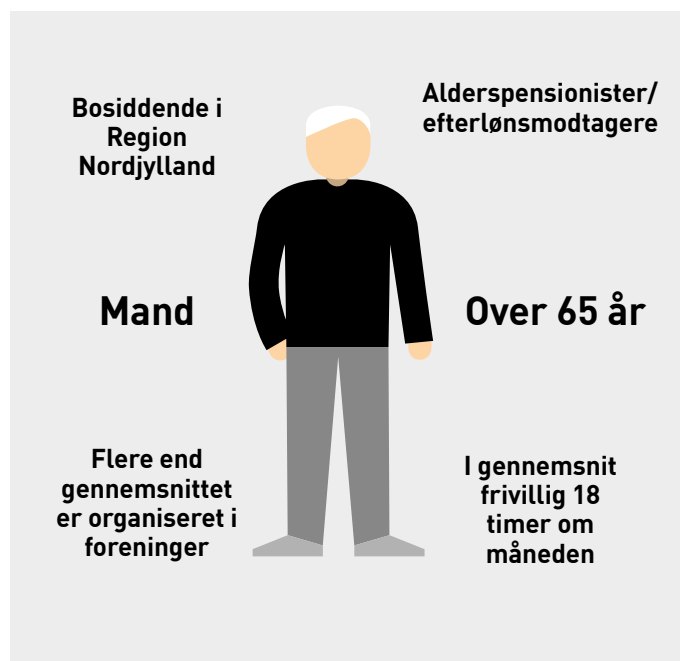 Bosiddende i
Region
Nordjylland
Alderspensionister/
efterlønsmodtagere
Mand
Over 65 år
Flere end
gennemsnittet
er organiseret i
foreninger
I gennemsnit
frivillig 18
timer om
måneden